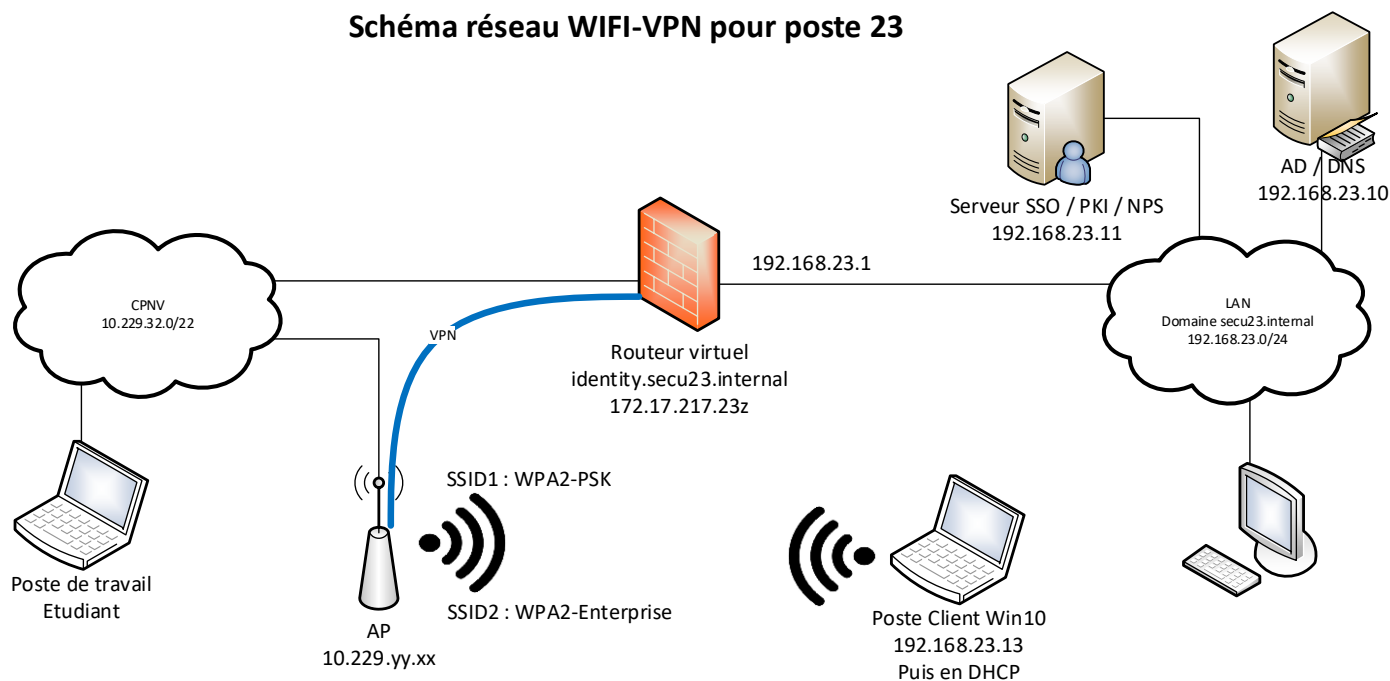 Schéma réseau WIFI-VPN pour poste 23
AD / DNS
192.168.23.10
Serveur SSO / PKI / NPS
192.168.23.11
192.168.23.1
CPNV
10.229.32.0/22
LAN
Domaine secu23.internal
192.168.23.0/24
VPN
Routeur virtuel
identity.secu23.internal
172.17.217.23z
SSID1 : WPA2-PSK
Poste de travail
Etudiant
SSID2 : WPA2-Enterprise
AP
10.229.yy.xx
Poste Client Win10
192.168.23.13
Puis en DHCP